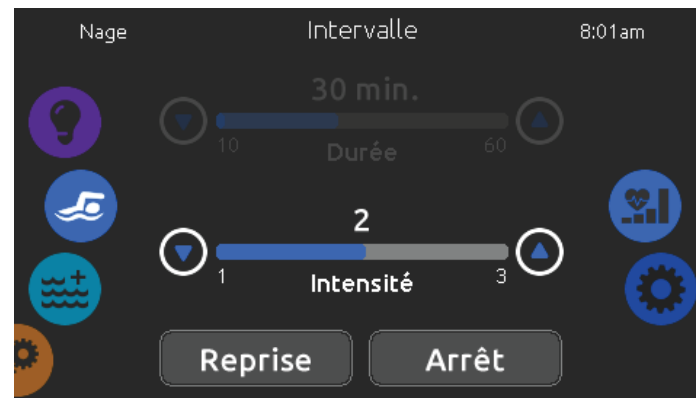 Nage Intervalle 8:01am
30 min.
10 Durée 60
2
1 Intensité 3
Reprise Arrêt